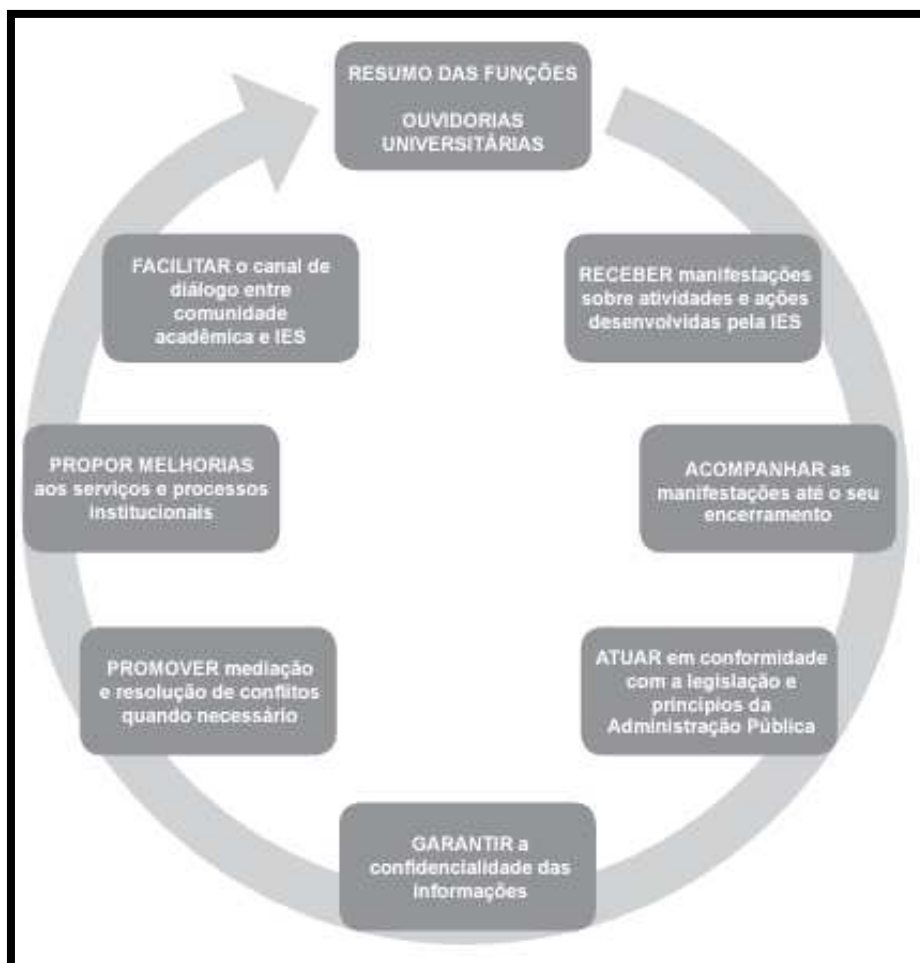 RESUMO DAS FUNÇÕES
OUVIDORIAS
UNIVERSITÁRIAS
RECEBER manifestações
sobre atividades e ações
desenvolvidas pela IES
ACOMPANHAR as
manifestações até o seu
encerramento
ATUAR em conformidade
com a legislação e
princípios da
Administração Pública
GARANTIR a
confidencialidade das
informações
PROMOVER mediação
e resolução de conflitos
quando necessário
PROPOR MELHORIAS
aos serviços e processos
institucionais
FACILITAR o canal de
diálogo entre
comunidade
acadêmica e IES